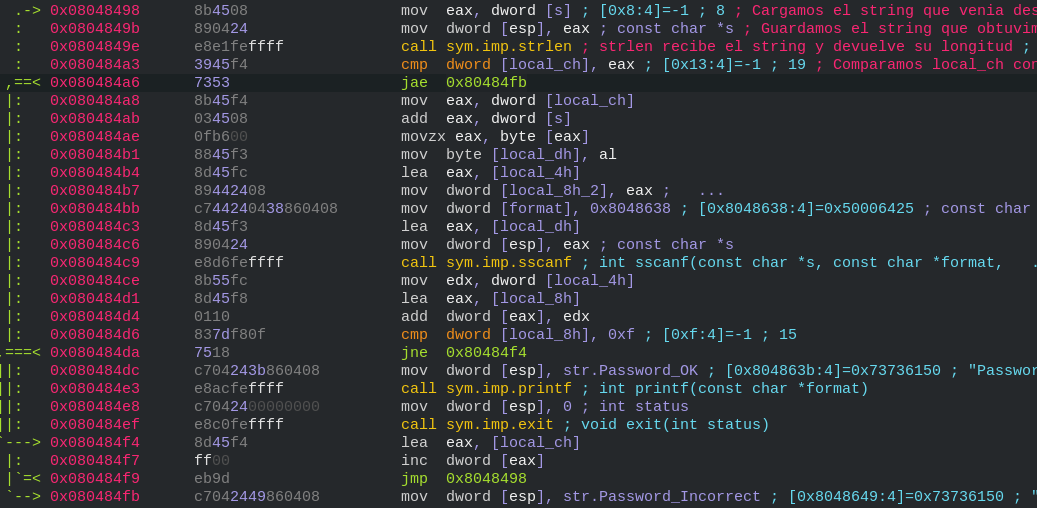 .-> 0x08048498 8b4508 mov eax, dword [s] ; [0x8:4]=-1 ; 8 ; Cargamos el string que venia des
: 0x0804849b 890424 mov dword [esp], eax ; const char *s ; Guardamos el string que obtuvim
: 0x0804849e e8e1feffff call sym.imp.strlen ; strlen recibe el string y devuelve su longitud ;
: 0x080484a3 3945f4 cmp dword [local_ch], eax ; [0x13:4]=-1 ; 19 ; Comparamos local_ch con
,==< 0x080484a6 7353 jae 0x80484fb
|: 0x080484a8 8b45f4 mov eax, dword [local_ch]
|: 0x080484ab 034508 add eax, dword [s]
|: 0x080484ae 0fb600 movzx eax, byte [eax]
|: 0x080484b1 8845f3 mov byte [local_dh], al
|: 0x080484b4 8d45fc lea eax, [local_4h]
|: 0x080484b7 89442408 mov dword [local_8h_2], eax ; ...
|: 0x080484bb c744240438860408 mov dword [format], 0x8048638 ; [0x8048638:4]=0x50006425 ; const char
|: 0x080484c3 8d45f3 lea eax, [local_dh]
|: 0x080484c6 890424 mov dword [esp], eax ; const char *s
|: 0x080484c9 e8d6feffff call sym.imp.sscanf ; int sscanf(const char *s, const char *format, .
|: 0x080484ce 8b55fc mov edx, dword [local_4h]
|: 0x080484d1 8d45f8 lea eax, [local_8h]
|: 0x080484d4 0110 add dword [eax], edx
|: 0x080484d6 837df80f cmp dword [local_8h], 0xf ; [0xf:4]=-1 ; 15
,===< 0x080484da 7518 jne 0x80484f4
||: 0x080484dc c704243b860408 mov dword [esp], str.Password_OK ; [0x804863b:4]=0x73736150 ; "Passwor
||: 0x080484e3 e8acfeffff call sym.imp.printf ; int printf(const char *format)
||: 0x080484e8 c7042400000000 mov dword [esp], 0 ; int status
||: 0x080484ef e8c0feffff call sym.imp.exit ; void exit(int status)
`---> 0x080484f4 8d45f4 lea eax, [local_ch]
|: 0x080484f7 ff00 inc dword [eax]
|`=< 0x080484f9 eb9d jmp 0x8048498
`--> 0x080484fb c7042449860408 mov dword [esp], str.Password_Incorrect ; [0x8048649:4]=0x73736150 ; "